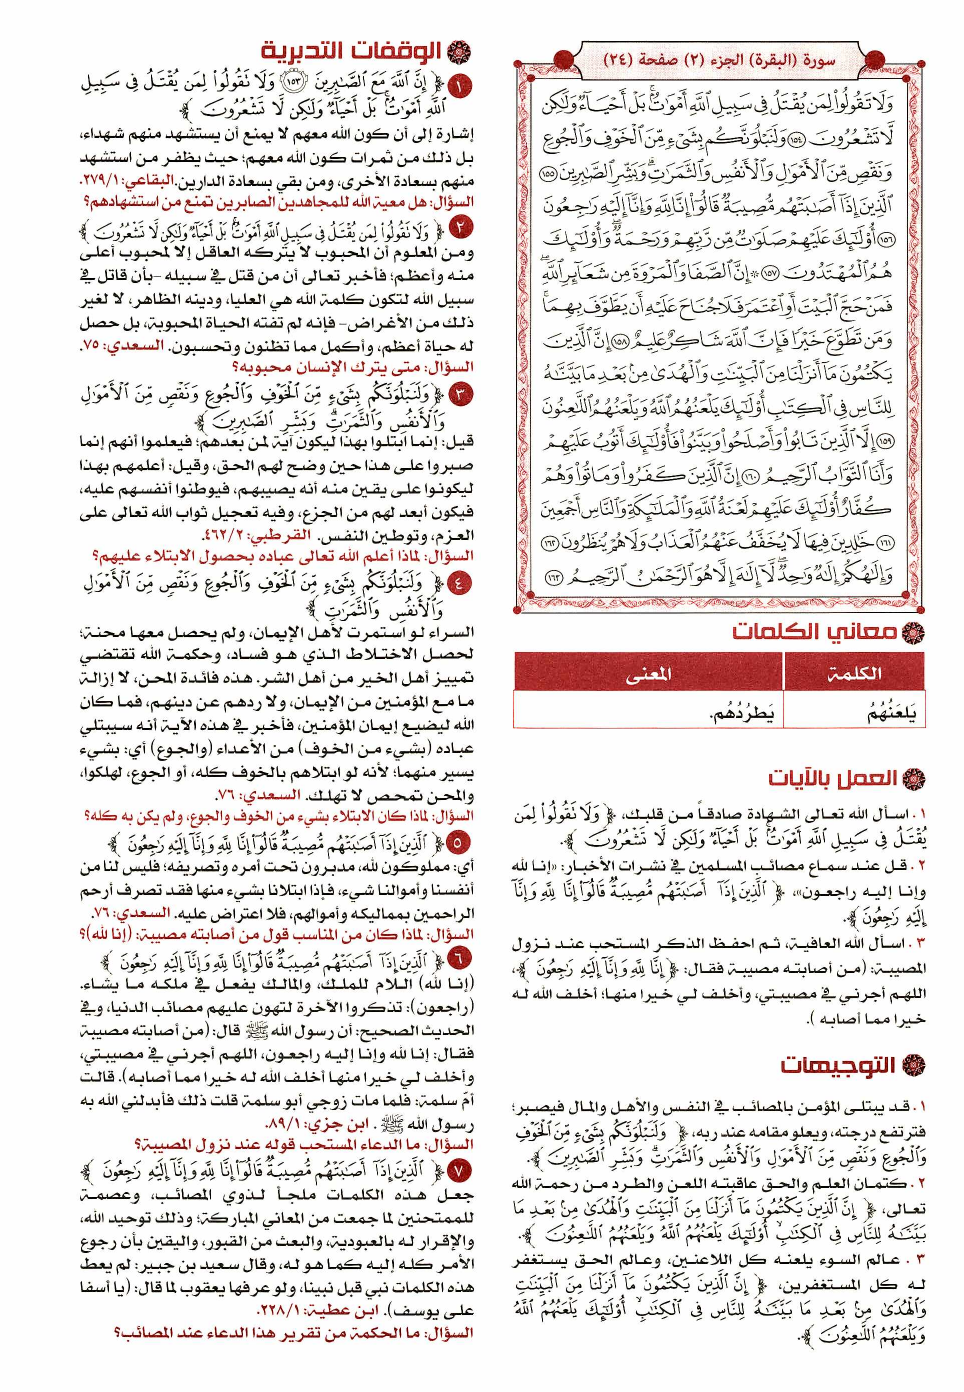 سورة (البقرة) الجزء (٢) صفحة (٢٤)
وَلَا تَقُولُوا۟ لِمَن يُقْتَلُ فِى سَبِيلِ ٱللَّهِ أَمْوَٰتٌۢ ۚ بَلْ أَحْيَآءٌ وَلَٰكِن
لَّا تَشْعُرُونَ ١٥٤ وَلَنَبْلُوَنَّكُم بِشَىْءٍ مِّنَ ٱلْخَوْفِ وَٱلْجُوعِ
وَنَقْصٍ مِّنَ ٱلْأَمْوَٰلِ وَٱلْأَنفُسِ وَٱلثَّمَرَٰتِ ۗ وَبَشِّرِ ٱلصَّٰبِرِينَ ١٥٥
ٱلَّذِينَ إِذَآ أَصَٰبَتْهُم مُّصِيبَةٌ قَالُوٓا۟ إِنَّا لِلَّهِ وَإِنَّآ إِلَيْهِ رَٰجِعُونَ
١٥٦ أُو۟لَٰٓئِكَ عَلَيْهِمْ صَلَوَٰتٌ مِّن رَّبِّهِمْ وَرَحْمَةٌ ۖ وَأُو۟لَٰٓئِكَ
هُمُ ٱلْمُهْتَدُونَ ١٥٧ ۞ إِنَّ ٱلصَّفَا وَٱلْمَرْوَةَ مِن شَعَآئِرِ ٱللَّهِ ۖ
فَمَنْ حَجَّ ٱلْبَيْتَ أَوِ ٱعْتَمَرَ فَلَا جُنَاحَ عَلَيْهِ أَن يَطَّوَّفَ بِهِمَا ۚ
وَمَن تَطَوَّعَ خَيْرًا فَإِنَّ ٱللَّهَ شَاكِرٌ عَلِيمٌ ١٥٨ إِنَّ ٱلَّذِينَ
يَكْتُمُونَ مَآ أَنزَلْنَا مِنَ ٱلْبَيِّنَٰتِ وَٱلْهُدَىٰ مِنۢ بَعْدِ مَا بَيَّنَّٰهُ
لِلنَّاسِ فِى ٱلْكِتَٰبِ ۙ أُو۟لَٰٓئِكَ يَلْعَنُهُمُ ٱللَّهُ وَيَلْعَنُهُمُ ٱللَّٰعِنُونَ
١٥٩ إِلَّا ٱلَّذِينَ تَابُوا۟ وَأَصْلَحُوا۟ وَبَيَّنُوا۟ فَأُو۟لَٰٓئِكَ أَتُوبُ عَلَيْهِمْ ۚ
وَأَنَا ٱلتَّوَّابُ ٱلرَّحِيمُ ١٦٠ إِنَّ ٱلَّذِينَ كَفَرُوا۟ وَمَاتُوا۟ وَهُمْ
كُفَّارٌ أُو۟لَٰٓئِكَ عَلَيْهِمْ لَعْنَةُ ٱللَّهِ وَٱلْمَلَٰٓئِكَةِ وَٱلنَّاسِ أَجْمَعِينَ
١٦١ خَٰلِدِينَ فِيهَا ۖ لَا يُخَفَّفُ عَنْهُمُ ٱلْعَذَابُ وَلَا هُمْ يُنظَرُونَ ١٦٢
وَإِلَٰهُكُمْ إِلَٰهٌ وَٰحِدٌ ۖ لَّآ إِلَٰهَ إِلَّا هُوَ ٱلرَّحْمَٰنُ ٱلرَّحِيمُ ١٦٣
معاني الكلمات
الكلمة المعنى
يَلعَنُهُمُ يَطرُدُهُم.
العمل بالآيات
١. اسأل الله تعالى الشهادة صادقاً من قلبك، ﴿ وَلَا تَقُولُوا۟ لِمَن
يُقْتَلُ فِى سَبِيلِ ٱللَّهِ أَمْوَٰتٌۢ ۚ بَلْ أَحْيَآءٌ وَلَٰكِن لَّا تَشْعُرُونَ ﴾.
٢. قل عند سماع مصائب المسلمين في نشرات الأخبار: «إنا لله
وإنا إليه راجعون»، ﴿ ٱلَّذِينَ إِذَآ أَصَٰبَتْهُم مُّصِيبَةٌ قَالُوٓا۟ إِنَّا لِلَّهِ وَإِنَّآ
إِلَيْهِ رَٰجِعُونَ ﴾.
٣. اسأل الله العافية، ثم احفظ الذكر المستحب عند نزول
المصيبة: (من أصابته مصيبة فقال: ﴿إِنَّا لِلَّهِ وَإِنَّآ إِلَيْهِ رَٰجِعُونَ ﴾،
اللهم أجرني في مصيبتي، وأخلف لي خيرا منها؛ أخلف الله له
خيرا مما أصابه ).
التوجيهات
١. قد يبتلى المؤمن بالمصائب في النفس والأهل والمال فيصبر؛
فترتفع درجته، ويعلو مقامه عند ربه، ﴿ وَلَنَبْلُوَنَّكُم بِشَىْءٍ مِّنَ ٱلْخَوْفِ
وَٱلْجُوعِ وَنَقْصٍ مِّنَ ٱلْأَمْوَٰلِ وَٱلْأَنفُسِ وَٱلثَّمَرَٰتِ ۗ وَبَشِّرِ ٱلصَّٰبِرِينَ ﴾.
٢. كتمان العلم والحق عاقبته اللعن والطرد من رحمة الله
تعالى، ﴿ إِنَّ ٱلَّذِينَ يَكْتُمُونَ مَآ أَنزَلْنَا مِنَ ٱلْبَيِّنَٰتِ وَٱلْهُدَىٰ مِنۢ بَعْدِ مَا
بَيَّنَّٰهُ لِلنَّاسِ فِى ٱلْكِتَٰبِ ۙ أُو۟لَٰٓئِكَ يَلْعَنُهُمُ ٱللَّهُ وَيَلْعَنُهُمُ ٱللَّٰعِنُونَ ﴾.
٣. عالم السوء يلعنه كل اللاعنين، وعالم الحق يستغفر
له كل المستغفرين، ﴿ إِنَّ ٱلَّذِينَ يَكْتُمُونَ مَآ أَنزَلْنَا مِنَ ٱلْبَيِّنَٰتِ
وَٱلْهُدَىٰ مِنۢ بَعْدِ مَا بَيَّنَّٰهُ لِلنَّاسِ فِى ٱلْكِتَٰبِ ۙ أُو۟لَٰٓئِكَ يَلْعَنُهُمُ ٱللَّهُ
وَيَلْعَنُهُمُ ٱللَّٰعِنُونَ ﴾.
الوقفات التدبرية
١ ﴿ إِنَّ ٱللَّهَ مَعَ ٱلصَّٰبِرِينَ ١٥٣ وَلَا تَقُولُوا۟ لِمَن يُقْتَلُ فِى سَبِيلِ
ٱللَّهِ أَمْوَٰتٌۢ ۚ بَلْ أَحْيَآءٌ وَلَٰكِن لَّا تَشْعُرُونَ ﴾
إشارة إلى أن كون الله معهم لا يمنع أن يستشهد منهم شهداء،
بل ذلك من ثمرات كون الله معهم؛ حيث يظفر من استشهد
منهم بسعادة الأخرى، ومن بقي بسعادة الدارين. البقاعي: ٢٧٩/١.
السؤال: هل معية الله للمجاهدين الصابرين تمنع من استشهادهم؟
٢ ﴿ وَلَا تَقُولُوا۟ لِمَن يُقْتَلُ فِى سَبِيلِ ٱللَّهِ أَمْوَٰتٌۢ ۚ بَلْ أَحْيَآءٌ وَلَٰكِن لَّا تَشْعُرُونَ ﴾
ومن المعلوم أن المحبوب لا يتركه العاقل إلا لمحبوب أعلى
منه وأعظم؛ فأخبر تعالى أن من قتل في سبيله -بأن قاتل في
سبيل الله لتكون كلمة الله هي العليا، ودينه الظاهر، لا لغير
ذلك من الأغراض- فإنه لم تفته الحياة المحبوبة، بل حصل
له حياة أعظم، وأكمل مما تظنون وتحسبون. السعدي: ٧٥.
السؤال: متى يترك الإنسان محبوبه؟
٣ ﴿ وَلَنَبْلُوَنَّكُم بِشَىْءٍ مِّنَ ٱلْخَوْفِ وَٱلْجُوعِ وَنَقْصٍ مِّنَ ٱلْأَمْوَٰلِ
وَٱلْأَنفُسِ وَٱلثَّمَرَٰتِ ۗ وَبَشِّرِ ٱلصَّٰبِرِينَ ﴾
قيل: إنما ابتلوا بهذا ليكون آية لمن بعدهم؛ فيعلموا أنهم إنما
صبروا على هذا حين وضح لهم الحق، وقيل: أعلمهم بهذا
ليكونوا على يقين منه أنه يصيبهم، فيوطنوا أنفسهم عليه،
فيكون أبعد لهم من الجزع، وفيه تعجيل ثواب الله تعالى على
العزم، وتوطين النفس. القرطبي: ٤٦٢/٢.
السؤال: لماذا أعلم الله تعالى عباده بحصول الابتلاء عليهم؟
٤ ﴿ وَلَنَبْلُوَنَّكُم بِشَىْءٍ مِّنَ ٱلْخَوْفِ وَٱلْجُوعِ وَنَقْصٍ مِّنَ ٱلْأَمْوَٰلِ
وَٱلْأَنفُسِ وَٱلثَّمَرَٰتِ ﴾
السراء لو استمرت لأهل الإيمان، ولم يحصل معها محنة؛
لحصل الاختلاط الذي هو فساد، وحكمة الله تقتضي
تمييز أهل الخير من أهل الشر. هذه فائدة المحن، لا إزالة
ما مع المؤمنين من الإيمان، ولا ردهم عن دينهم، فما كان
الله ليضيع إيمان المؤمنين، فأخبر في هذه الآية أنه سيبتلي
عباده (بشيء من الخوف) من الأعداء (والجوع) أي: بشيء
يسير منهما؛ لأنه لو ابتلاهم بالخوف كله، أو الجوع، لهلكوا،
والمحن تمحص لا تهلك. السعدي: ٧٦.
السؤال: لماذا كان الابتلاء بشيء من الخوف والجوع، ولم يكن به كله؟
٥ ﴿ ٱلَّذِينَ إِذَآ أَصَٰبَتْهُم مُّصِيبَةٌ قَالُوٓا۟ إِنَّا لِلَّهِ وَإِنَّآ إِلَيْهِ رَٰجِعُونَ ﴾
أي: مملوكون لله، مدبرون تحت أمره وتصريفه؛ فليس لنا من
أنفسنا وأموالنا شيء، فإذا ابتلانا بشيء منها فقد تصرف أرحم
الراحمين بمماليكه وأموالهم، فلا اعتراض عليه. السعدي: ٧٦.
السؤال: لماذا كان من المناسب قول من أصابته مصيبة: (إنا لله)؟
٦ ﴿ ٱلَّذِينَ إِذَآ أَصَٰبَتْهُم مُّصِيبَةٌ قَالُوٓا۟ إِنَّا لِلَّهِ وَإِنَّآ إِلَيْهِ رَٰجِعُونَ ﴾
(إنا لله) اللام للملك، والمالك يفعل في ملكه ما يشاء.
(راجعون): تذكروا الآخرة لتهون عليهم مصائب الدنيا، وفي
الحديث الصحيح: أن رسول الله ﷺ قال: (من أصابته مصيبة
فقال: إنا لله وإنا إليه راجعون، اللهم أجرني في مصيبتي،
وأخلف لي خيرا منها أخلف الله له خيرا مما أصابه). قالت
أمّ سلمة: فلما مات زوجي أبو سلمة قلت ذلك فأبدلني الله به
رسول الله ﷺ . ابن جزي: ٨٩/١.
السؤال: ما الدعاء المستحب قوله عند نزول المصيبة؟
٧ ﴿ ٱلَّذِينَ إِذَآ أَصَٰبَتْهُم مُّصِيبَةٌ قَالُوٓا۟ إِنَّا لِلَّهِ وَإِنَّآ إِلَيْهِ رَٰجِعُونَ ﴾
جعل هذه الكلمات ملجأ لذوي المصائب، وعصمة
للممتحنين لما جمعت من المعاني المباركة؛ وذلك توحيد الله،
والإقرار له بالعبودية، والبعث من القبور، واليقين بأن رجوع
الأمر كله إليه كما هو له، وقال سعيد بن جبير: لم يعط
هذه الكلمات نبي قبل نبينا، ولو عرفها يعقوب لما قال: (يا أسفا
على يوسف). ابن عطية: ٢٢٨/١.
السؤال: ما الحكمة من تقرير هذا الدعاء عند المصائب؟